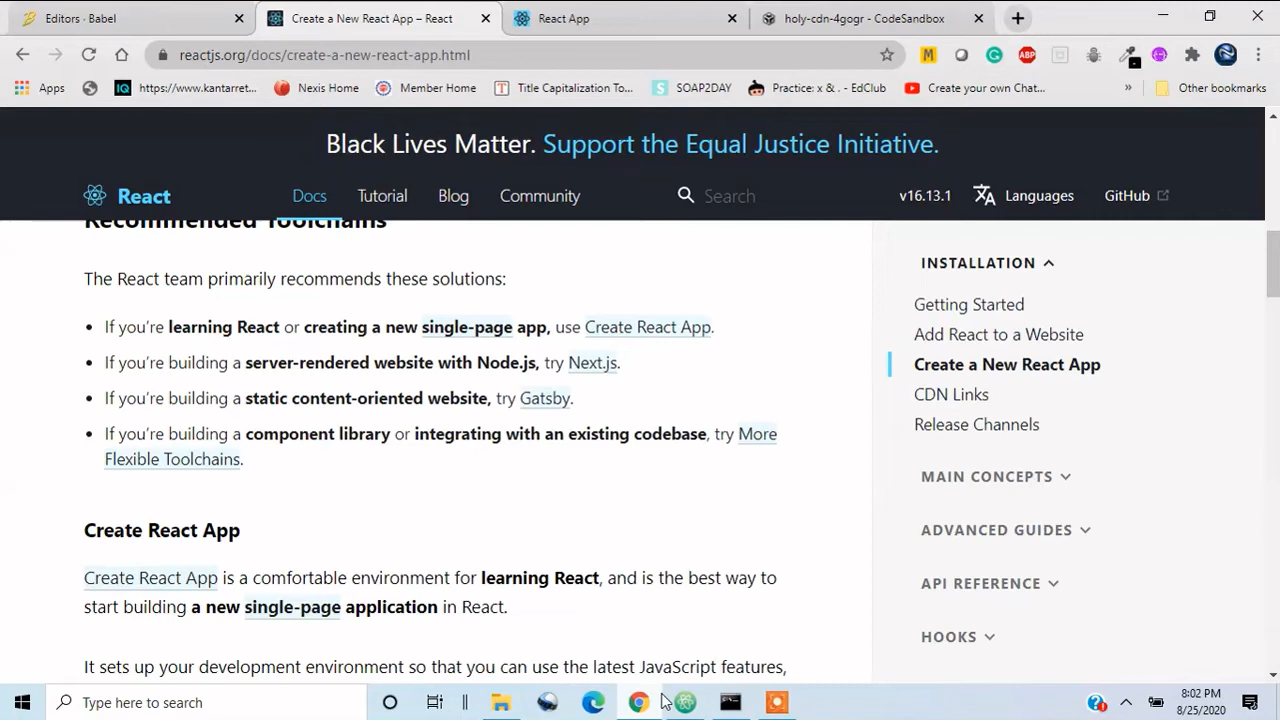 Editors · Babel
Create a New React App – React
React App
holy-cdn-4gogr - CodeSandbox
reactjs.org/docs/create-a-new-react-app.html
Apps
https://www.kantarret...
Nexis Home
Member Home
Title Capitalization To...
SOAP2DAY
Practice: x & , - EdClub
Create your own Chat...
»
Other bookmarks
Black Lives Matter. Support the Equal Justice Initiative.
React
Docs
Tutorial
Blog
Community
Search
v16.13.1
Languages
GitHub
Recommended Toolchains
The React team primarily recommends these solutions:
• If you’re learning React or creating a new single-page app, use Create React App.
• If you’re building a server-rendered website with Node.js, try Next.js.
• If you’re building a static content-oriented website, try Gatsby.
• If you’re building a component library or integrating with an existing codebase, try More
Flexible Toolchains.
Create React App
Create React App is a comfortable environment for learning React, and is the best way to
start building a new single-page application in React.
It sets up your development environment so that you can use the latest JavaScript features,
INSTALLATION
Getting Started
Add React to a Website
Create a New React App
CDN Links
Release Channels
MAIN CONCEPTS
ADVANCED GUIDES
API REFERENCE
HOOKS
Type here to search
8:02 PM
8/25/2020